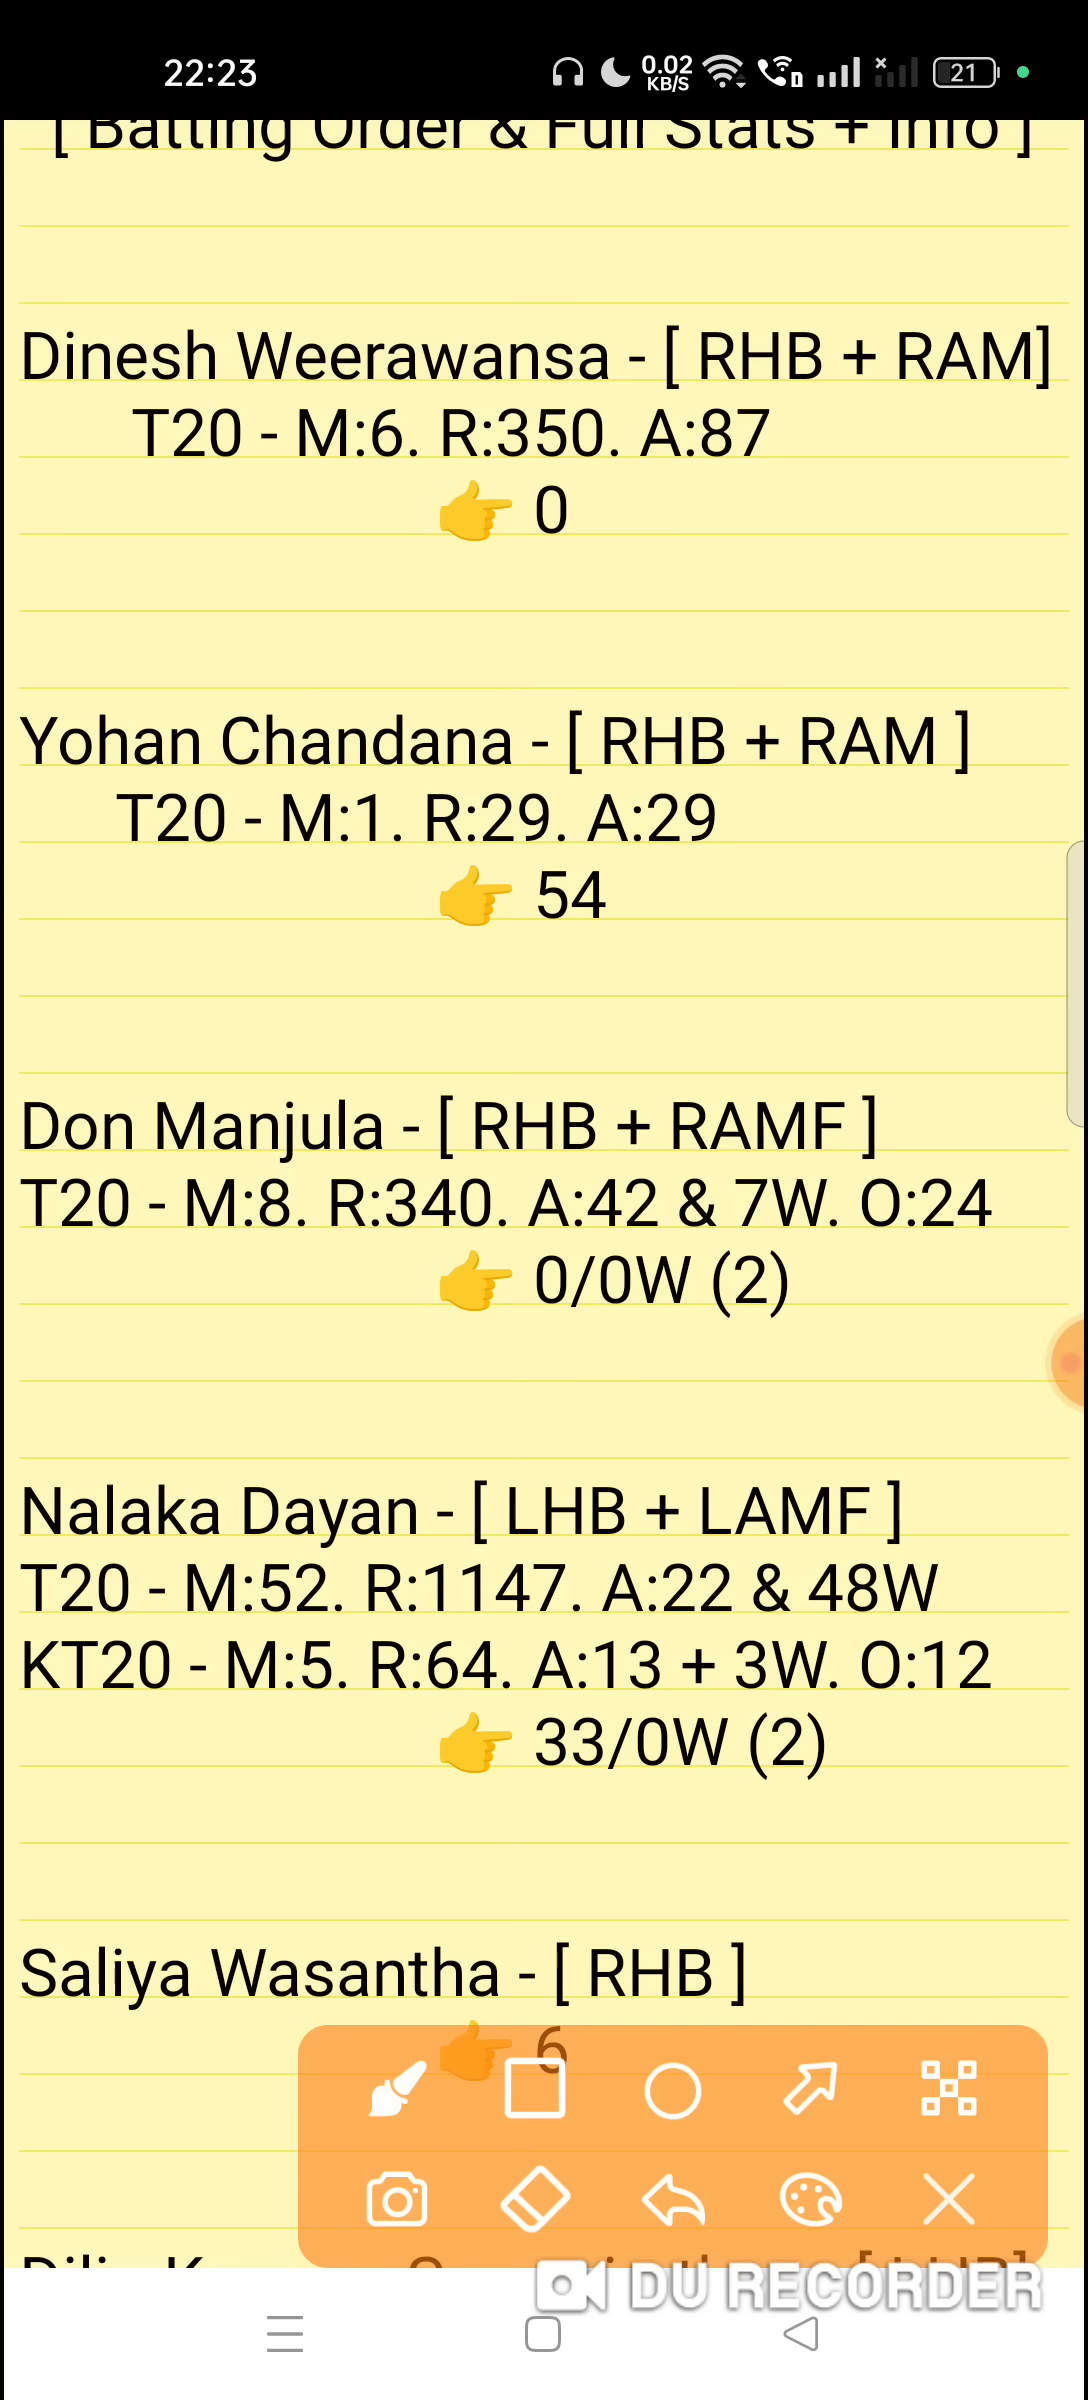 22:23 0.02 KB/S 21
[ Batting Order & Full Stats + Info ]
Dinesh Weerawansa - [ RHB + RAM]
T20 - M:6. R:350. A:87
👉 0
Yohan Chandana - [ RHB + RAM ]
T20 - M:1. R:29. A:29
👉 54
Don Manjula - [ RHB + RAMF ]
T20 - M:8. R:340. A:42 & 7W. O:24
👉 0/0W (2)
Nalaka Dayan - [ LHB + LAMF ]
T20 - M:52. R:1147. A:22 & 48W
KT20 - M:5. R:64. A:13 + 3W. O:12
👉 33/0W (2)
Saliya Wasantha - [ RHB ]
👉 6
DU RECORDER